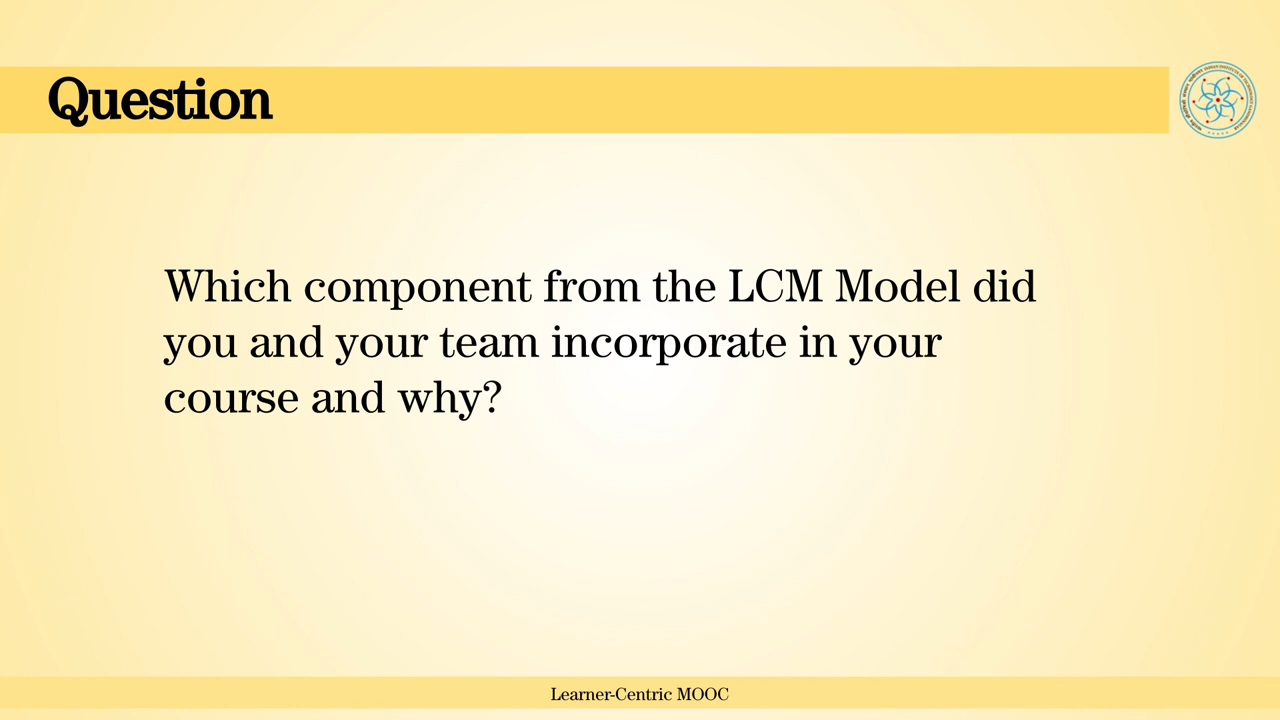 Question
Which component from the LCM Model did
you and your team incorporate in your
course and why?
Learner-Centric MOOC